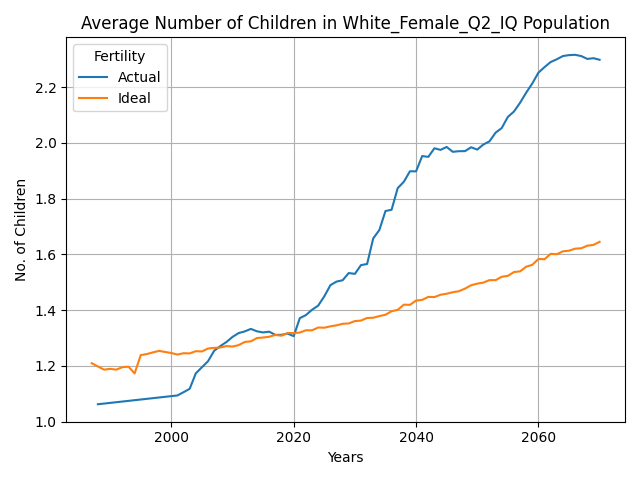 Average Number of Children in White_Female_Q2_IQ Population
Fertility
Actual
Ideal
No. of Children
2.2
2.0
1.8
1.6
1.4
1.2
1.0
2000
2020
2040
2060
Years